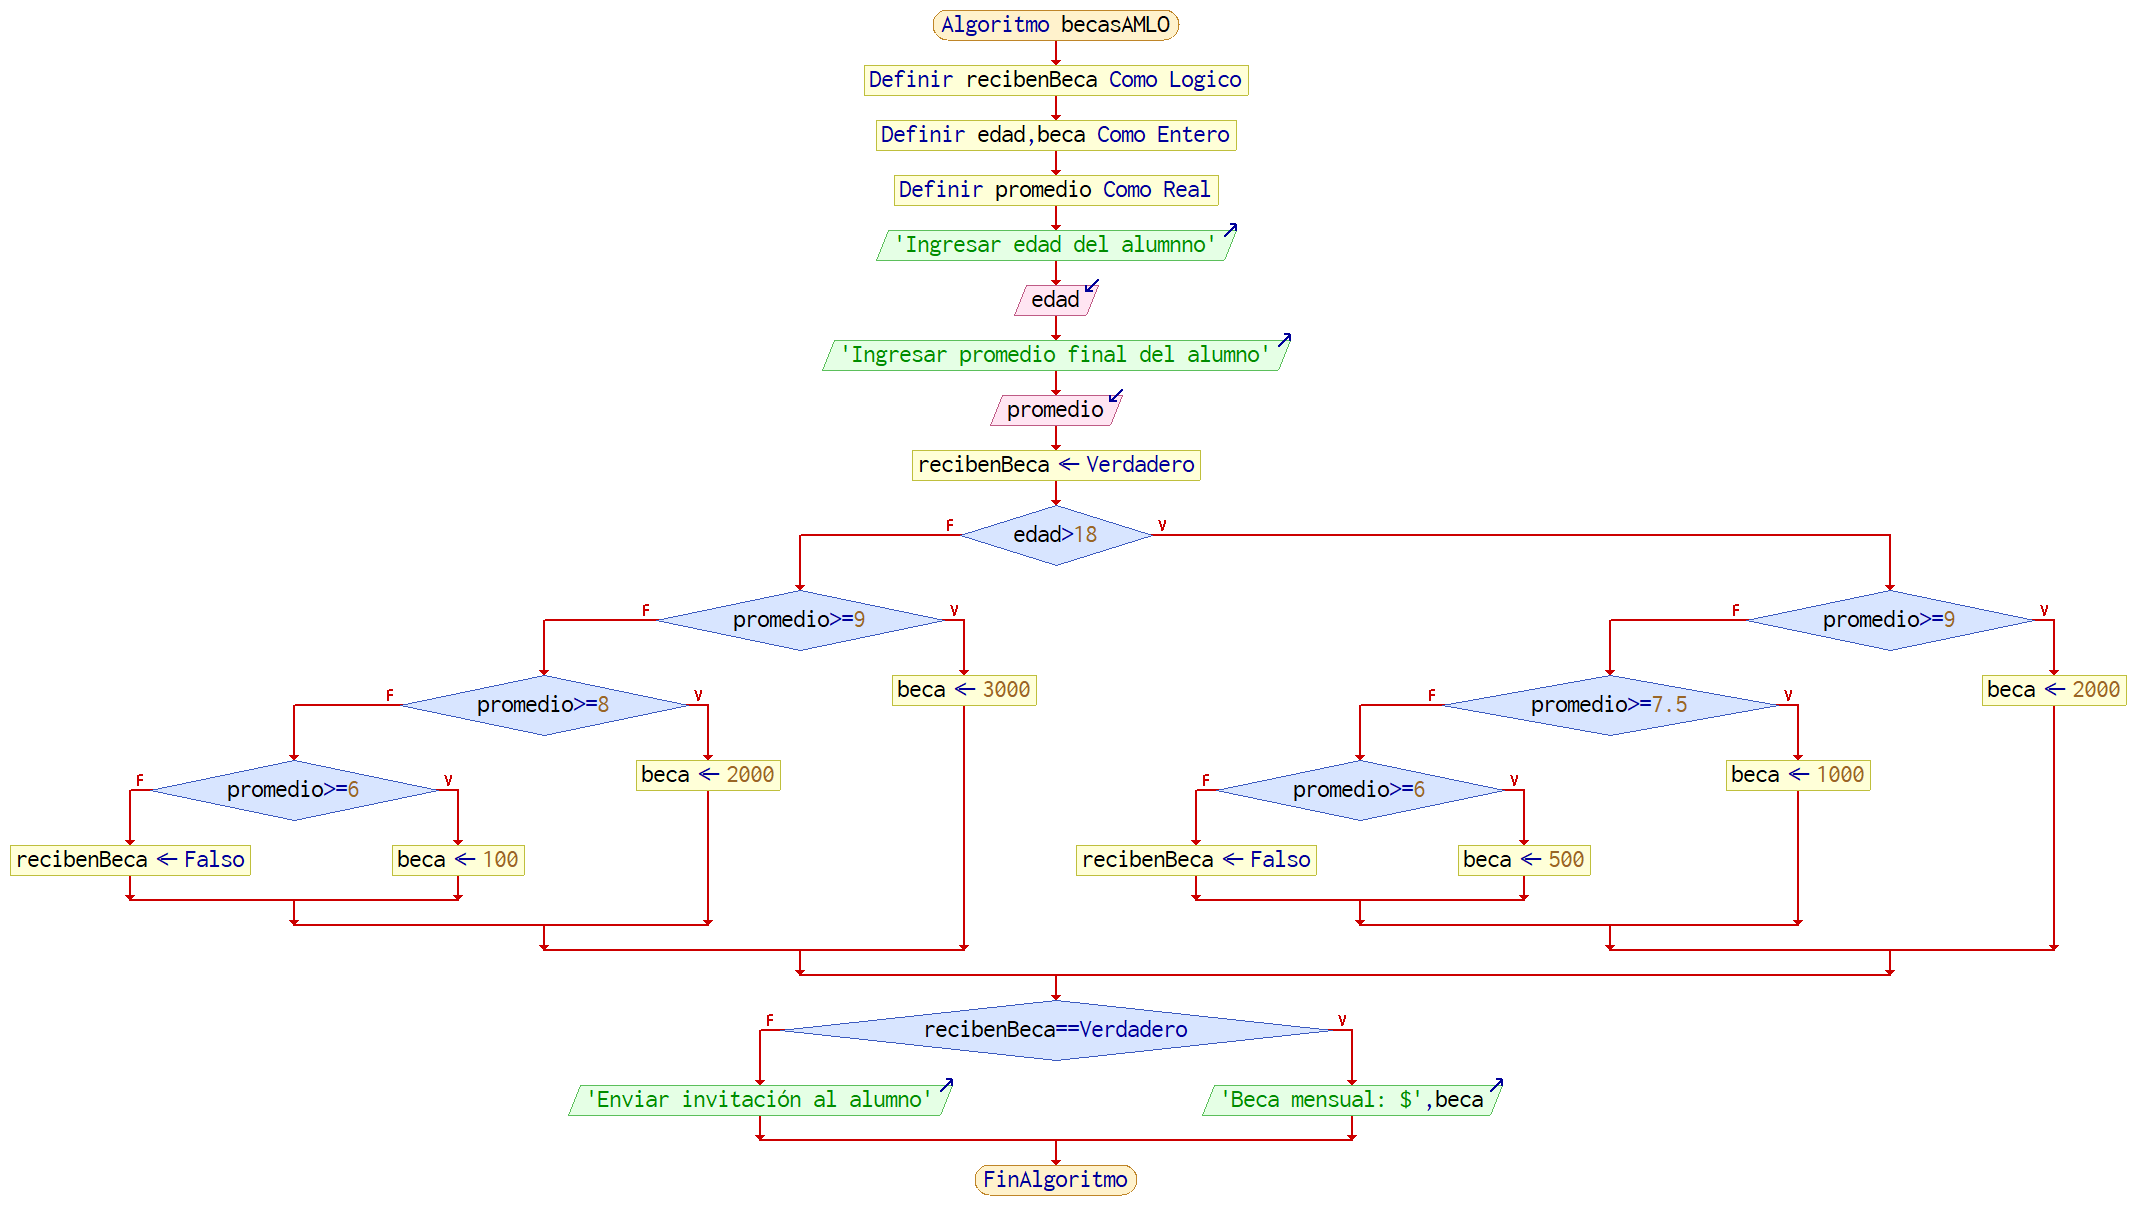 Algoritmo becasAMLO
Definir recibenBeca Como Logico
Definir edad,beca Como Entero
Definir promedio Como Real
'Ingresar edad del alumnno'
edad
'Ingresar promedio final del alumno'
promedio
recibenBeca ← Verdadero
F
edad>18
V
F
promedio>=9
V
F
promedio>=9
V
F
promedio>=8
V
beca ← 3000
F
promedio>=7.5
V
beca ← 2000
F
promedio>=6
V
beca ← 2000
F
promedio>=6
V
beca ← 1000
recibenBeca ← Falso
beca ← 100
recibenBeca ← Falso
beca ← 500
F
recibenBeca==Verdadero
V
'Enviar invitación al alumno'
'Beca mensual: $',beca
FinAlgoritmo